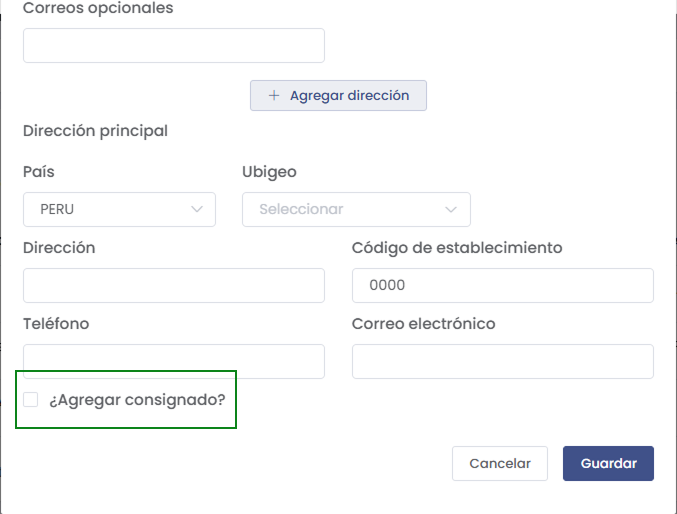 Correos opcionales
+ Agregar dirección
Dirección principal
País
Ubigeo
PERU
Seleccionar
Dirección
Código de establecimiento
0000
Teléfono
Correo electrónico
¿Agregar consignado?
Cancelar
Guardar